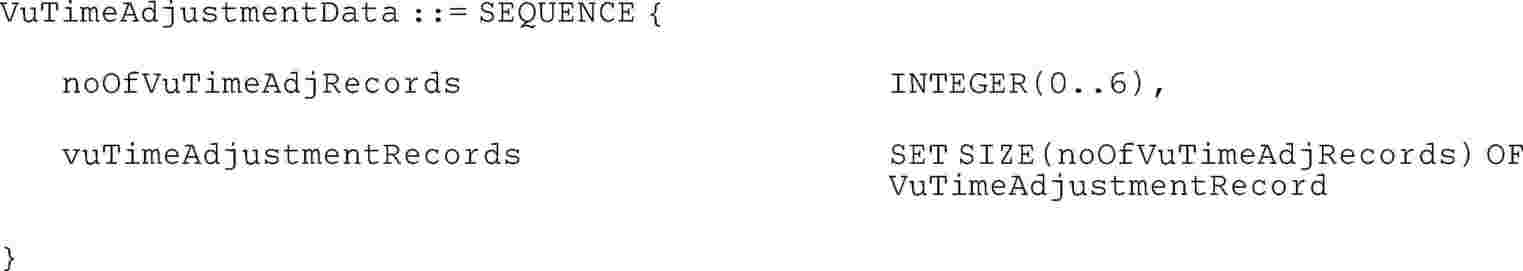 VuTimeAdjustmentData ::= SEQUENCE {
noOfVuTimeAdjRecords INTEGER(0..6),
vuTimeAdjustmentRecords SET SIZE(noOfVuTimeAdjRecords) OF
VuTimeAdjustmentRecord
}